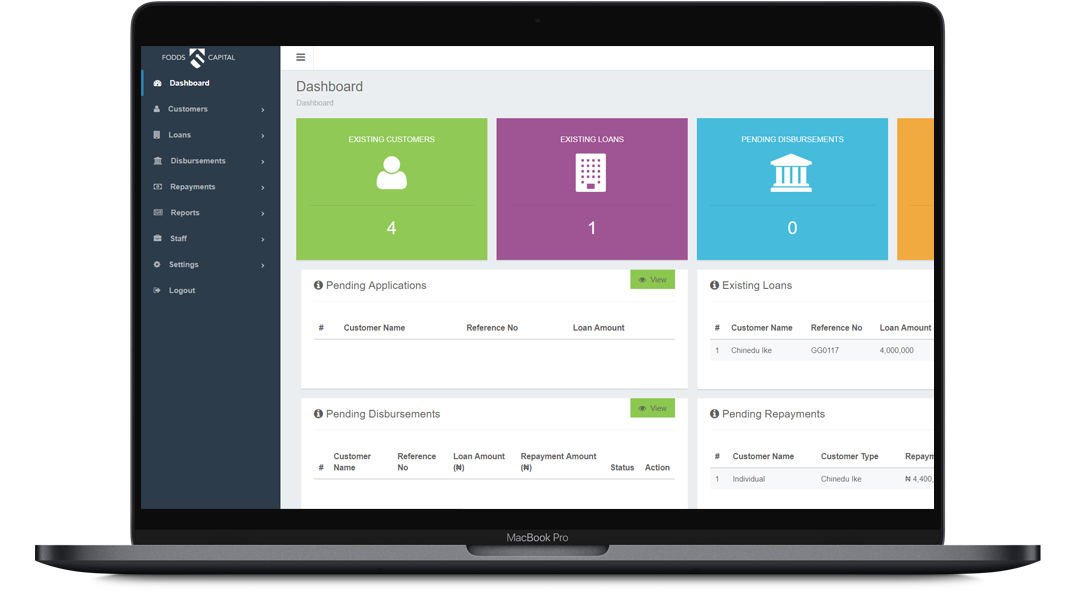 FODDS CAPITAL
Dashboard
Customers
Loans
Disbursements
Repayments
Reports
Staff
Settings
Logout
Dashboard
Dashboard
EXISTING CUSTOMERS
4
EXISTING LOANS
1
PENDING DISBURSEMENTS
0
Pending Applications
View
# Customer Name Reference No Loan Amount
Existing Loans
# Customer Name Reference No Loan Amount
1 Chinedu Ike GG0117 4,000,000
Pending Disbursements
View
# Customer Name Reference No Loan Amount (₦) Repayment Amount (₦) Status Action
Pending Repayments
# Customer Name Customer Type Repaym
1 Individual Chinedu Ike ₦ 4,400,
MacBook Pro